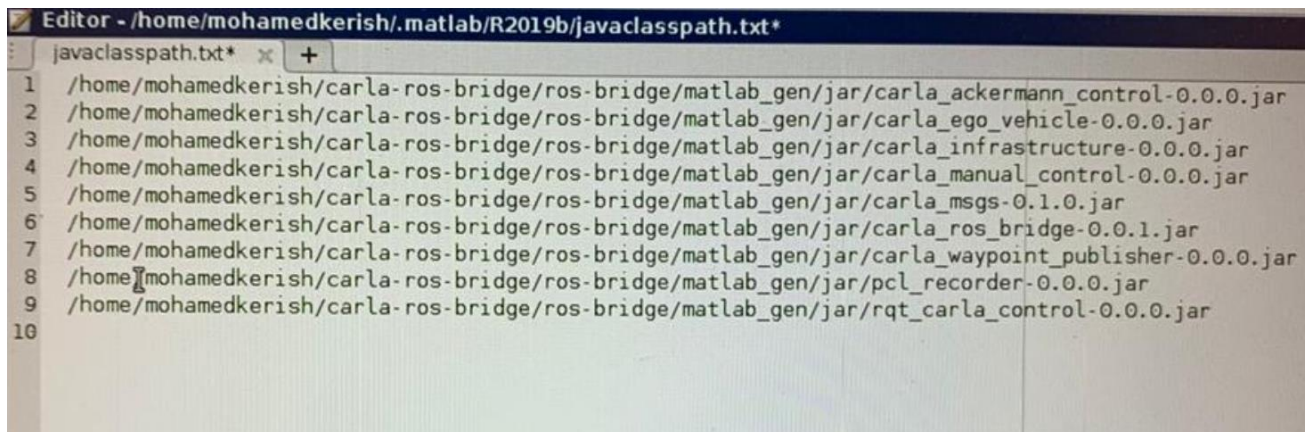 Editor - /home/mohamedkerish/.matlab/R2019b/javaclasspath.txt*
javaclasspath.txt* × +
1 /home/mohamedkerish/carla-ros-bridge/ros-bridge/matlab_gen/jar/carla_ackermann_control-0.0.0.jar
2 /home/mohamedkerish/carla-ros-bridge/ros-bridge/matlab_gen/jar/carla_ego_vehicle-0.0.0.jar
3 /home/mohamedkerish/carla-ros-bridge/ros-bridge/matlab_gen/jar/carla_infrastructure-0.0.0.jar
4 /home/mohamedkerish/carla-ros-bridge/ros-bridge/matlab_gen/jar/carla_manual_control-0.0.0.jar
5 /home/mohamedkerish/carla-ros-bridge/ros-bridge/matlab_gen/jar/carla_msgs-0.1.0.jar
6 /home/mohamedkerish/carla-ros-bridge/ros-bridge/matlab_gen/jar/carla_ros_bridge-0.0.1.jar
7 /home/mohamedkerish/carla-ros-bridge/ros-bridge/matlab_gen/jar/carla_waypoint_publisher-0.0.0.jar
8 /home/mohamedkerish/carla-ros-bridge/ros-bridge/matlab_gen/jar/pcl_recorder-0.0.0.jar
9 /home/mohamedkerish/carla-ros-bridge/ros-bridge/matlab_gen/jar/rqt_carla_control-0.0.0.jar
10